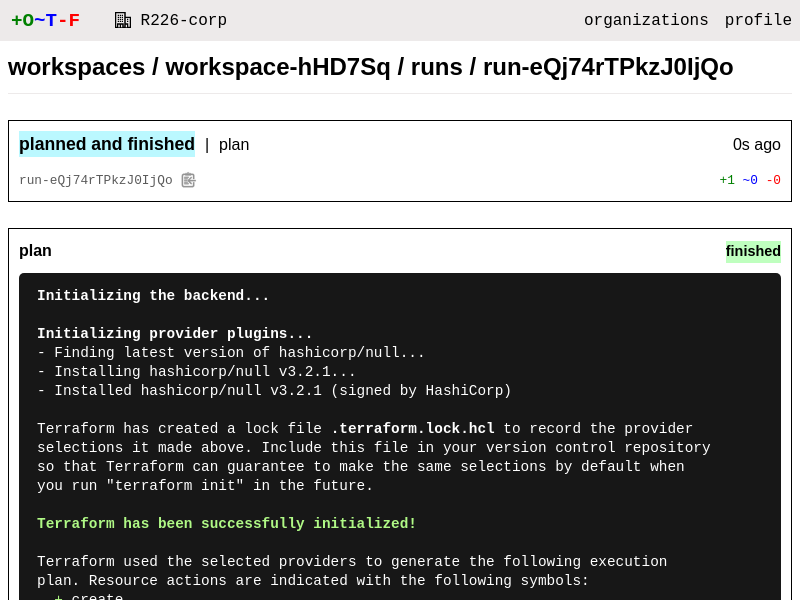 +O~T-F R226-corp organizations profile
workspaces / workspace-hHD7Sq / runs / run-eQj74rTPkzJ0IjQo
planned and finished | plan 0s ago
run-eQj74rTPkzJ0IjQo +1 ~0 -0
plan finished
Initializing the backend...
Initializing provider plugins...
- Finding latest version of hashicorp/null...
- Installing hashicorp/null v3.2.1...
- Installed hashicorp/null v3.2.1 (signed by HashiCorp)
Terraform has created a lock file .terraform.lock.hcl to record the provider
selections it made above. Include this file in your version control repository
so that Terraform can guarantee to make the same selections by default when
you run "terraform init" in the future.
Terraform has been successfully initialized!
Terraform used the selected providers to generate the following execution
plan. Resource actions are indicated with the following symbols:
+ create